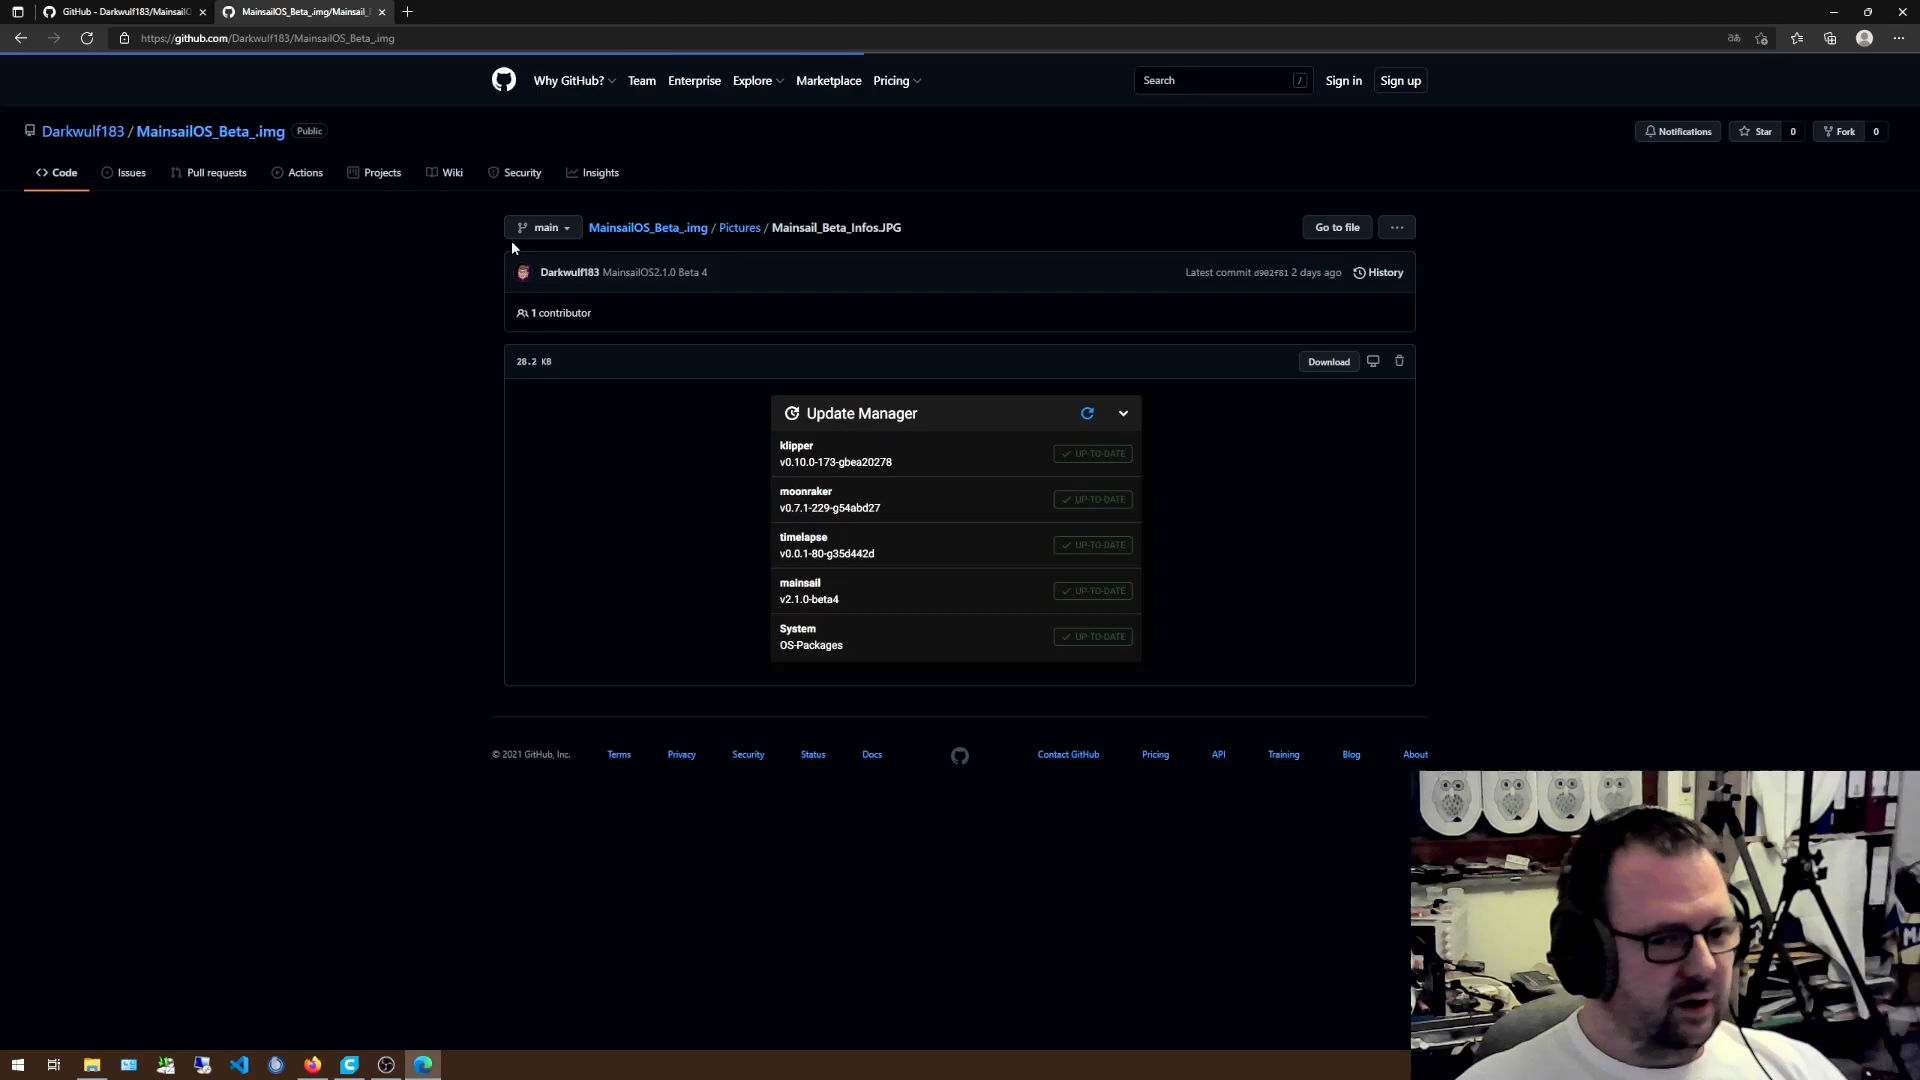 GitHub - Darkwulf183/MainsailO
MainsailOS_Beta_.img/Mainsail_
https://github.com/Darkwulf183/MainsailOS_Beta_.img
Why GitHub?
Team
Enterprise
Explore
Marketplace
Pricing
Search
/
Sign in
Sign up
Darkwulf183 / MainsailOS_Beta_.img
Public
Notifications
Star
0
Fork
0
Code
Issues
Pull requests
Actions
Projects
Wiki
Security
Insights
main
MainsailOS_Beta_.img / Pictures / Mainsail_Beta_Infos.JPG
Go to file
Darkwulf183 MainsailOS2.1.0 Beta 4
Latest commit d902f81 2 days ago
History
1 contributor
28.2 KB
Download
Update Manager
klipper
v0.10.0-173-gbea20278
UP-TO-DATE
moonraker
v0.7.1-229-g54abd27
UP-TO-DATE
timelapse
v0.0.1-80-g35d442d
UP-TO-DATE
mainsail
v2.1.0-beta4
UP-TO-DATE
System
OS-Packages
UP-TO-DATE
© 2021 GitHub, Inc.
Terms
Privacy
Security
Status
Docs
Contact GitHub
Pricing
API
Training
Blog
About